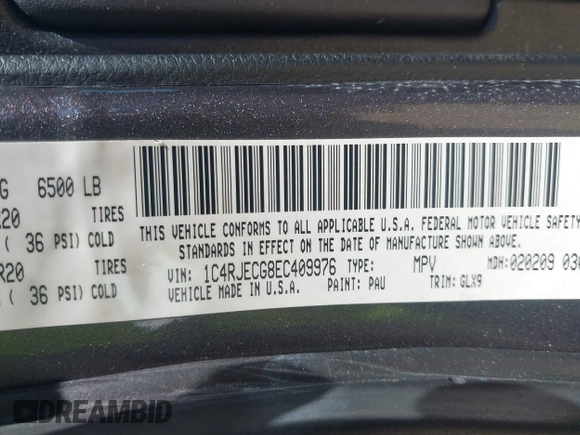 G 6500 LB
R20 TIRES
( 36 PSI) COLD
R20 TIRES
( 36 PSI) COLD
THIS VEHICLE CONFORMS TO ALL APPLICABLE U.S.A. FEDERAL MOTOR VEHICLE SAFETY
STANDARDS IN EFFECT ON THE DATE OF MANUFACTURE SHOWN ABOVE.
VIN: 1C4RJECG8EC409976 TYPE: MPV MDH: 020209 030
VEHICLE MADE IN U.S.A. PAINT: PAU TRIM: GLX9
DREAMBID